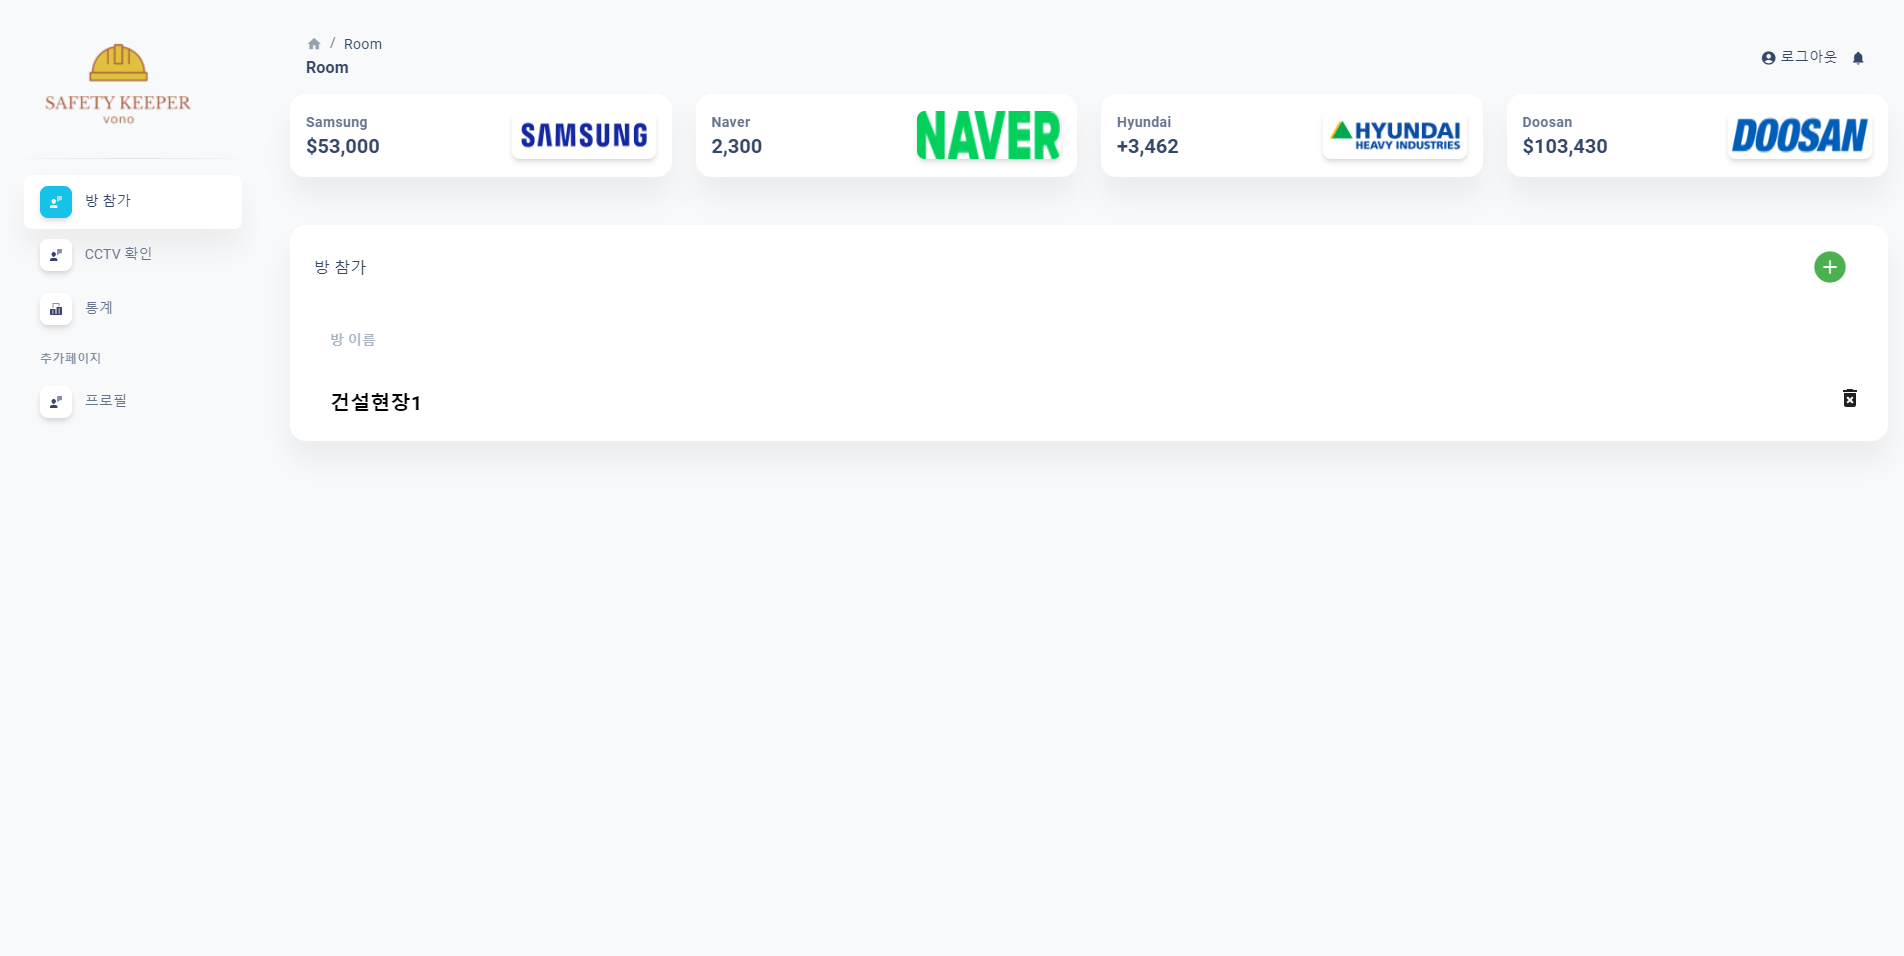 SAFETY KEEPER
vono
방 참가
CCTV 확인
통계
추가페이지
프로필
/ Room
Room
로그아웃
Samsung
$53,000
SAMSUNG
Naver
2,300
NAVER
Hyundai
+3,462
HYUNDAI
HEAVY INDUSTRIES
Doosan
$103,430
DOOSAN
방 참가
방 이름
건설현장1